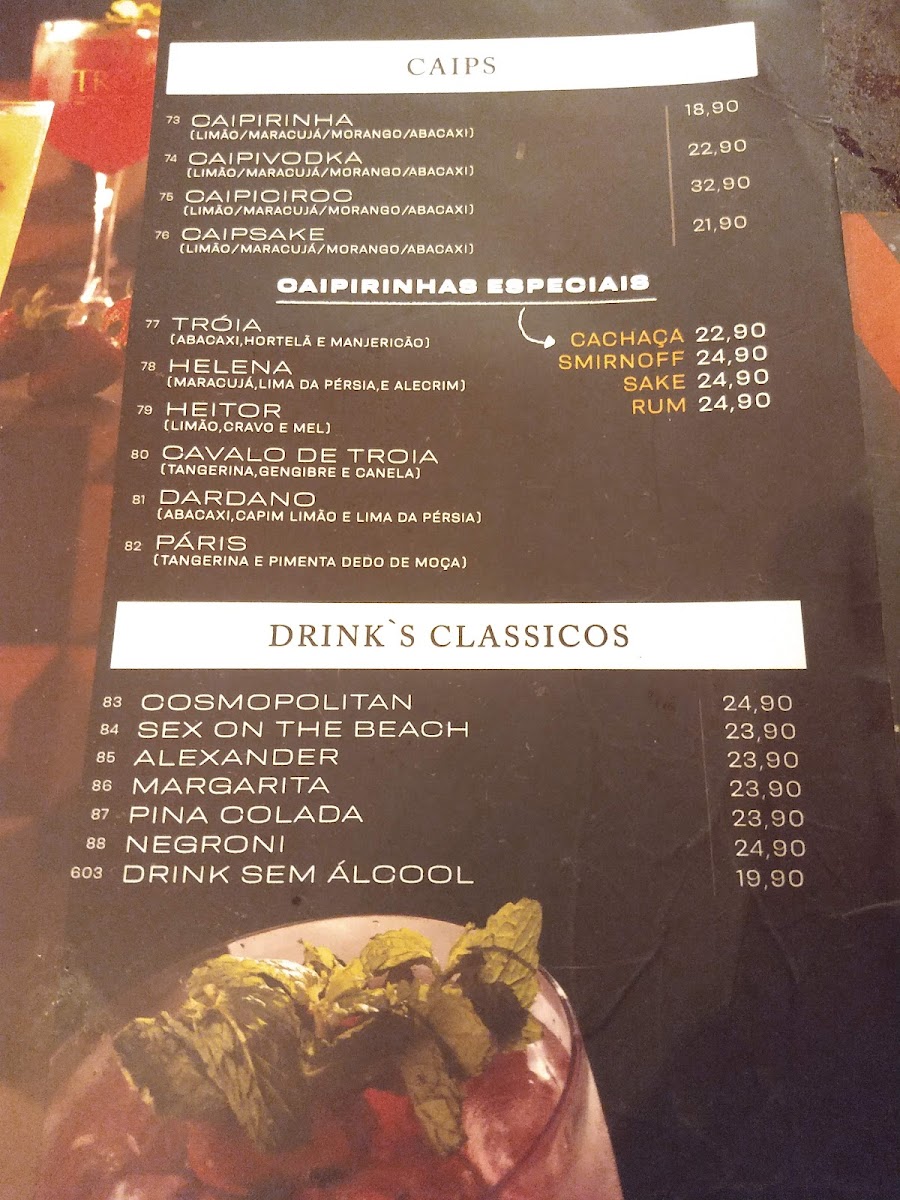 CAIPS
73 CAIPIRINHA 18,90
(LIMÃO/MARACUJÁ/MORANGO/ABACAXI)
74 CAIPIVODKA 22,90
(LIMÃO/MARACUJÁ/MORANGO/ABACAXI)
75 CAIPICIROC 32,90
(LIMÃO/MARACUJÁ/MORANGO/ABACAXI)
76 CAIPSAKE 21,90
(LIMÃO/MARACUJÁ/MORANGO/ABACAXI)
CAIPIRINHAS ESPECIAIS
77 TRÓIA
(ABACAXI,HORTELÃ E MANJERICÃO)
78 HELENA
(MARACUJÁ,LIMA DA PÉRSIA,E ALECRIM)
79 HEITOR
(LIMÃO,CRAVO E MEL)
80 CAVALO DE TROIA
(TANGERINA,GENGIBRE E CANELA)
81 DARDANO
(ABACAXI,CAPIM LIMÃO E LIMA DA PÉRSIA)
82 PÁRIS
(TANGERINA E PIMENTA DEDO DE MOÇA)
CACHAÇA 22,90
SMIRNOFF 24,90
SAKE 24,90
RUM 24,90
DRINK`S CLASSICOS
83 COSMOPOLITAN 24,90
84 SEX ON THE BEACH 23,90
85 ALEXANDER 23,90
86 MARGARITA 23,90
87 PINA COLADA 23,90
88 NEGRONI 24,90
603 DRINK SEM ÁLCOOL 19,90